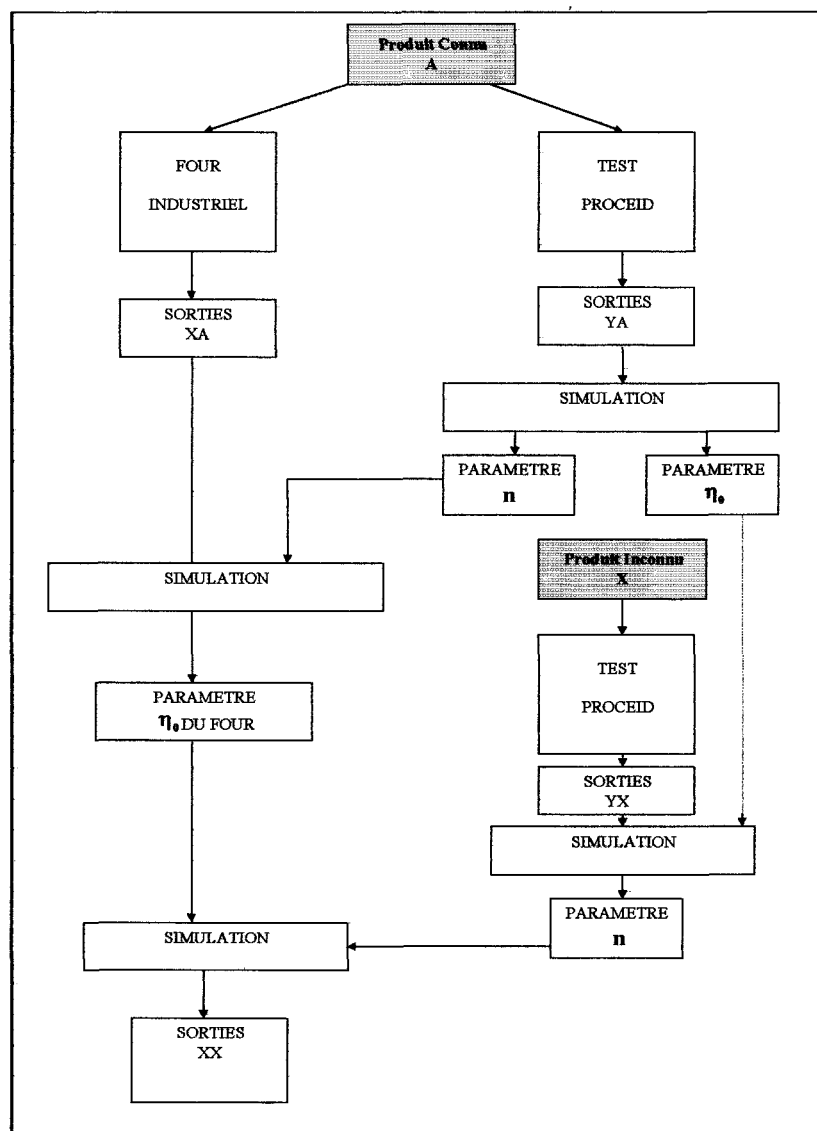 Produit Connu
A
FOUR
INDUSTRIEL
TEST
PROCEID
SORTIES
XA
SORTIES
YA
SIMULATION
PARAMETRE
n
PARAMETRE
η₀
SIMULATION
Produit Inconnu
X
TEST
PROCEID
PARAMETRE
η₀ DU FOUR
SORTIES
YX
SIMULATION
PARAMETRE
n
SIMULATION
SORTIES
XX